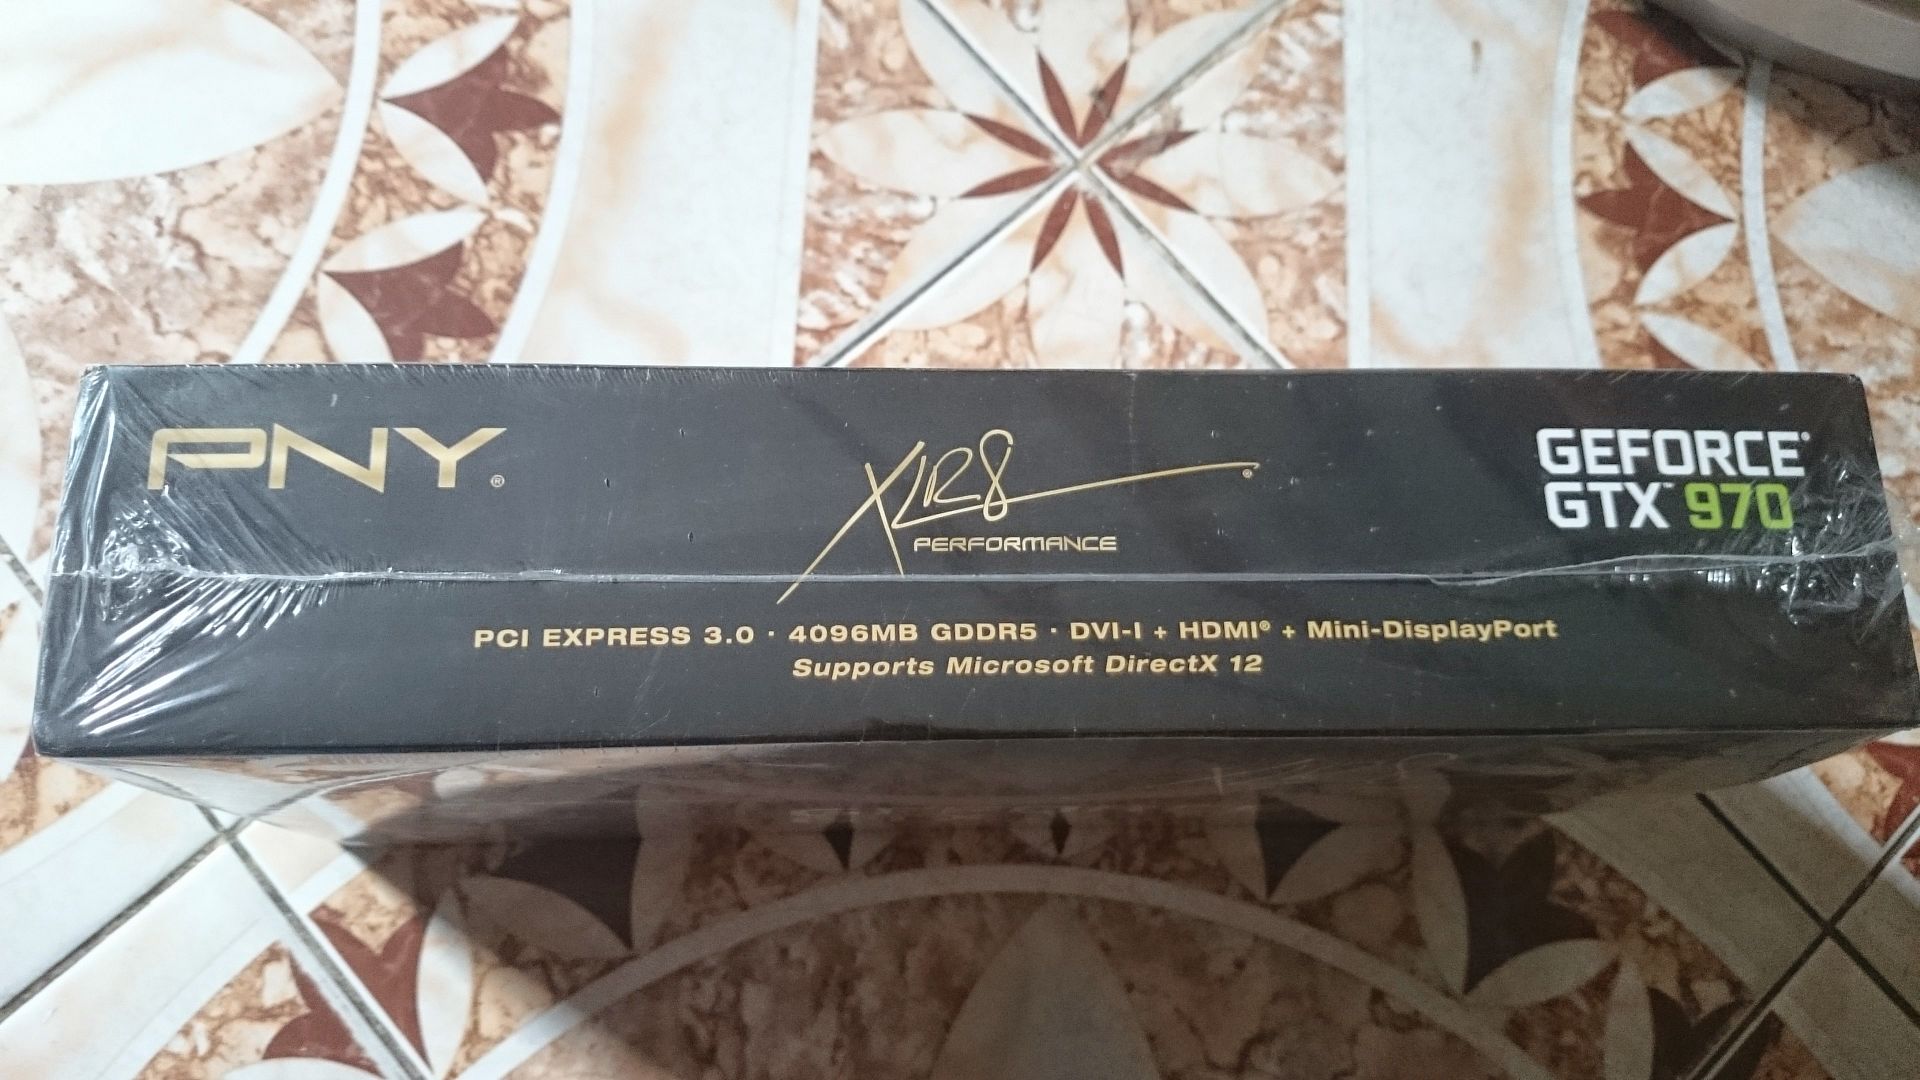 PNY®
XLR8®
PERFORMANCE
GEFORCE®
GTX™ 970
PCI EXPRESS 3.0 · 4096MB GDDR5 · DVI-I + HDMI® + Mini-DisplayPort
Supports Microsoft DirectX 12